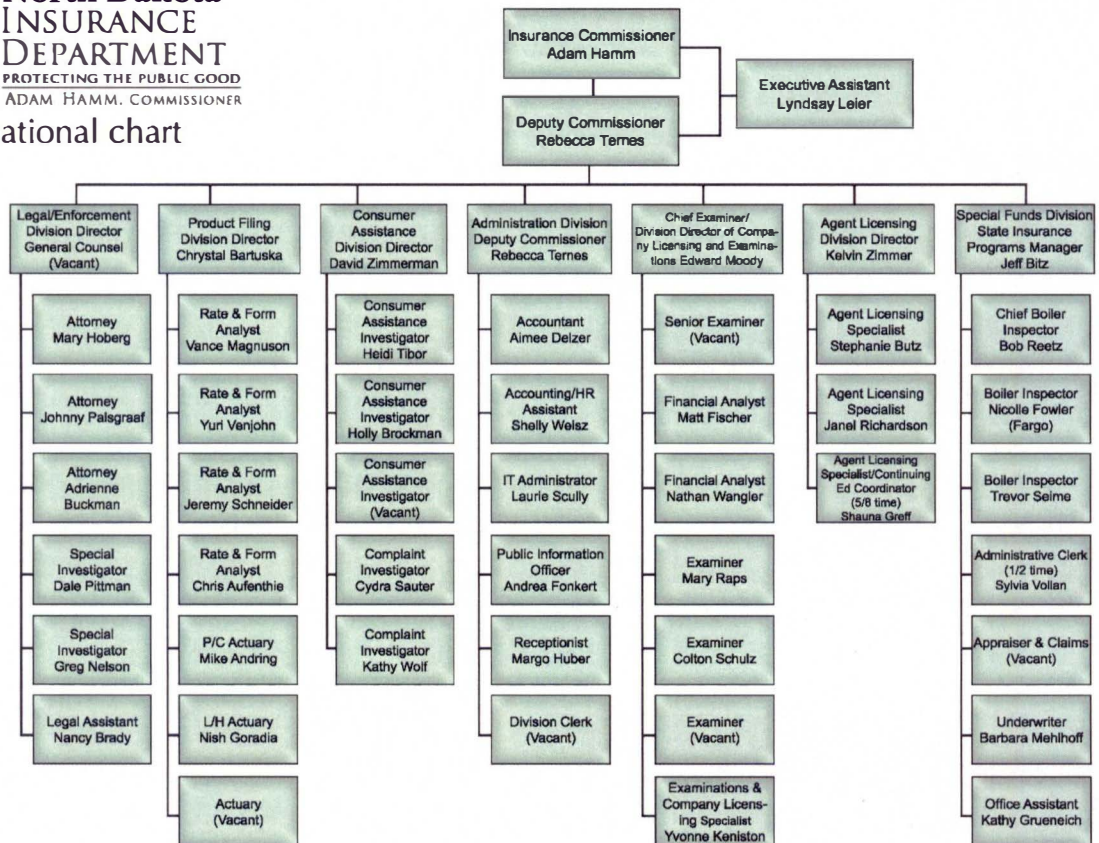 North Dakota
INSURANCE
DEPARTMENT
PROTECTING THE PUBLIC GOOD
ADAM HAMM, COMMISSIONER
ational chart
Insurance Commissioner
Adam Hamm
Executive Assistant
Lyndsay Leier
Deputy Commissioner
Rebecca Ternes
Legal/Enforcement
Division Director
General Counsel
(Vacant)
Attorney
Mary Hoberg
Attorney
Johnny Palsgraaf
Attorney
Adrienne
Buckman
Special
Investigator
Dale Pittman
Special
Investigator
Greg Nelson
Legal Assistant
Nancy Brady
Product Filing
Division Director
Chrystal Bartuska
Rate & Form
Analyst
Vance Magnuson
Rate & Form
Analyst
Yuri Venjohn
Rate & Form
Analyst
Jeremy Schneider
Rate & Form
Analyst
Chris Aufenthie
P/C Actuary
Mike Andring
L/H Actuary
Nish Goradia
Actuary
(Vacant)
Consumer
Assistance
Division Director
David Zimmerman
Consumer
Assistance
Investigator
Heidi Tibor
Consumer
Assistance
Investigator
Holly Brockman
Consumer
Assistance
Investigator
(Vacant)
Complaint
Investigator
Cydra Sauter
Complaint
Investigator
Kathy Wolf
Administration Division
Deputy Commissioner
Rebecca Ternes
Accountant
Aimee Delzer
Accounting/HR
Assistant
Shelly Welsz
IT Administrator
Laurie Scully
Public Information
Officer
Andrea Fonkert
Receptionist
Margo Huber
Division Clerk
(Vacant)
Chief Examiner/
Division Director of Compa-
ny Licensing and Examina-
tions Edward Moody
Senior Examiner
(Vacant)
Financial Analyst
Matt Fischer
Financial Analyst
Nathan Wangler
Examiner
Mary Raps
Examiner
Colton Schulz
Examiner
(Vacant)
Examinations &
Company Licens-
ing Specialist
Yvonne Keniston
Agent Licensing
Division Director
Kelvin Zimmer
Agent Licensing
Specialist
Stephanie Butz
Agent Licensing
Specialist
Janel Richardson
Agent Licensing
Specialist/Continuing
Ed Coordinator
(5/8 time)
Shauna Greff
Special Funds Division
State Insurance
Programs Manager
Jeff Bitz
Chief Boiler
Inspector
Bob Reetz
Boiler Inspector
Nicolle Fowler
(Fargo)
Boiler Inspector
Trevor Seime
Administrative Clerk
(1/2 time)
Sylvia Vollan
Appraiser & Claims
(Vacant)
Underwriter
Barbara Mehlhoff
Office Assistant
Kathy Grueneich